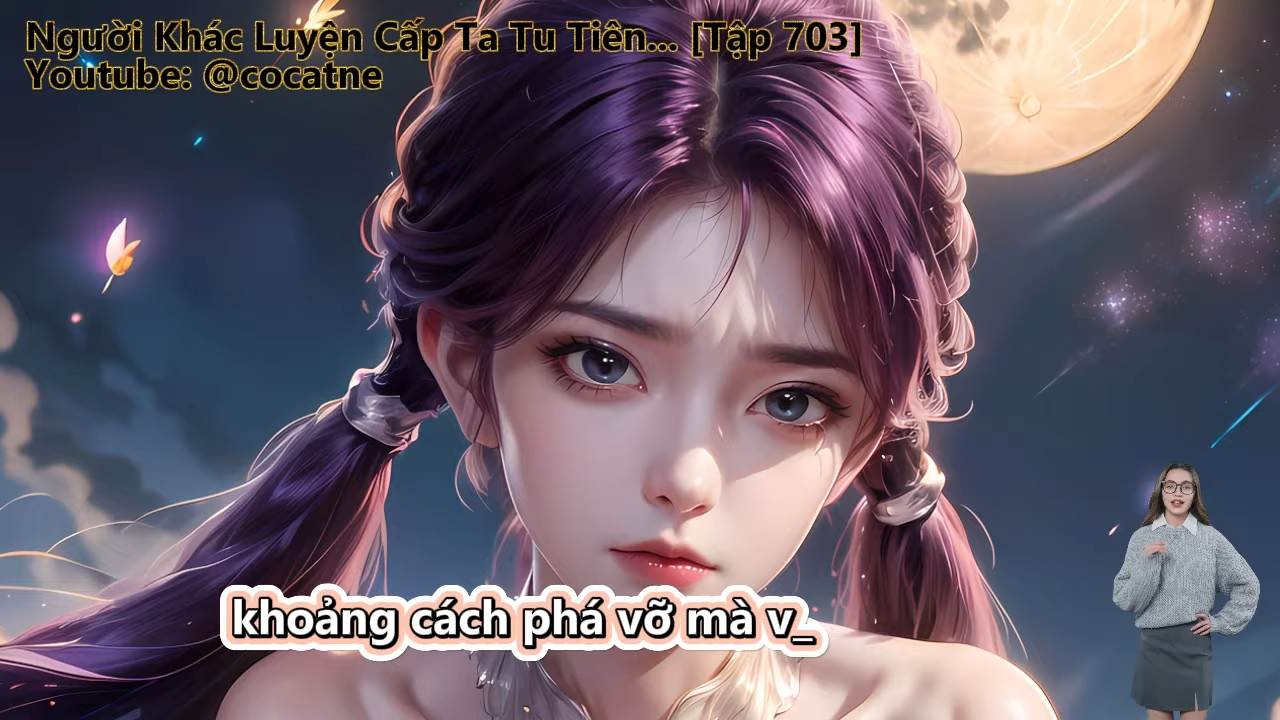 Người Khác Luyện Cấp Ta Tu Tiên... [Tập 703]
Youtube: @cocatne
khoảng cách phá vỡ mà v_